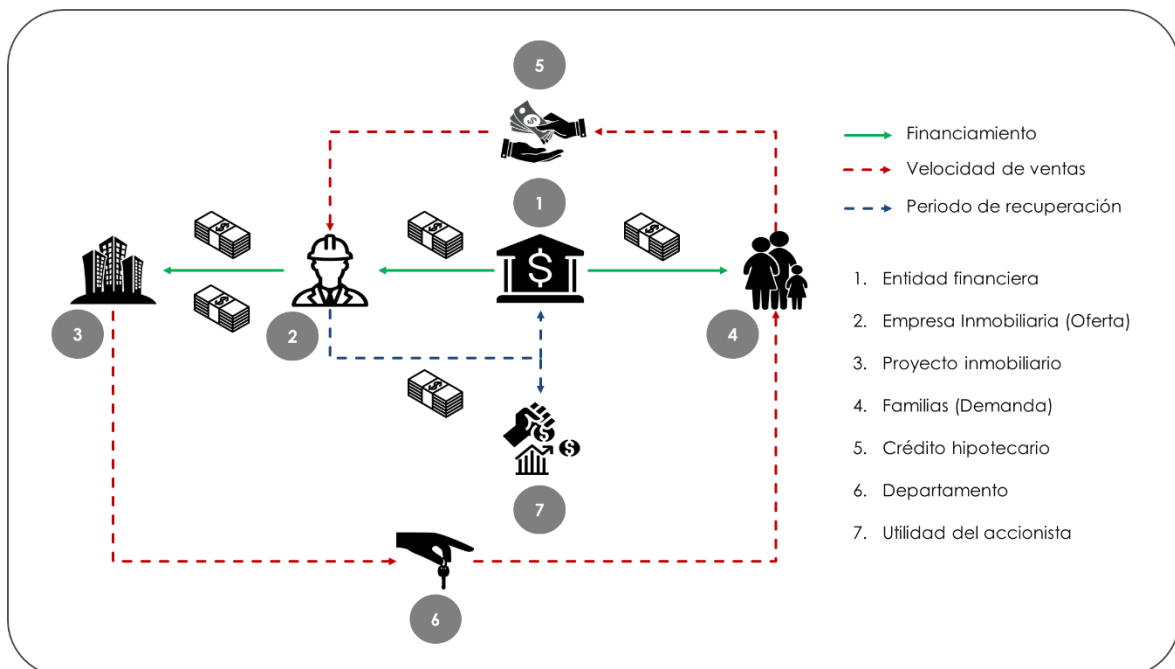 5
Financiamiento
Velocidad de ventas
1
Periodo de recuperación
$
1. Entidad financiera
3
2
4
2. Empresa Inmobiliaria (Oferta)
3. Proyecto inmobiliario
4. Familias (Demanda)
5. Crédito hipotecario
7
6. Departamento
7. Utilidad del accionista
6